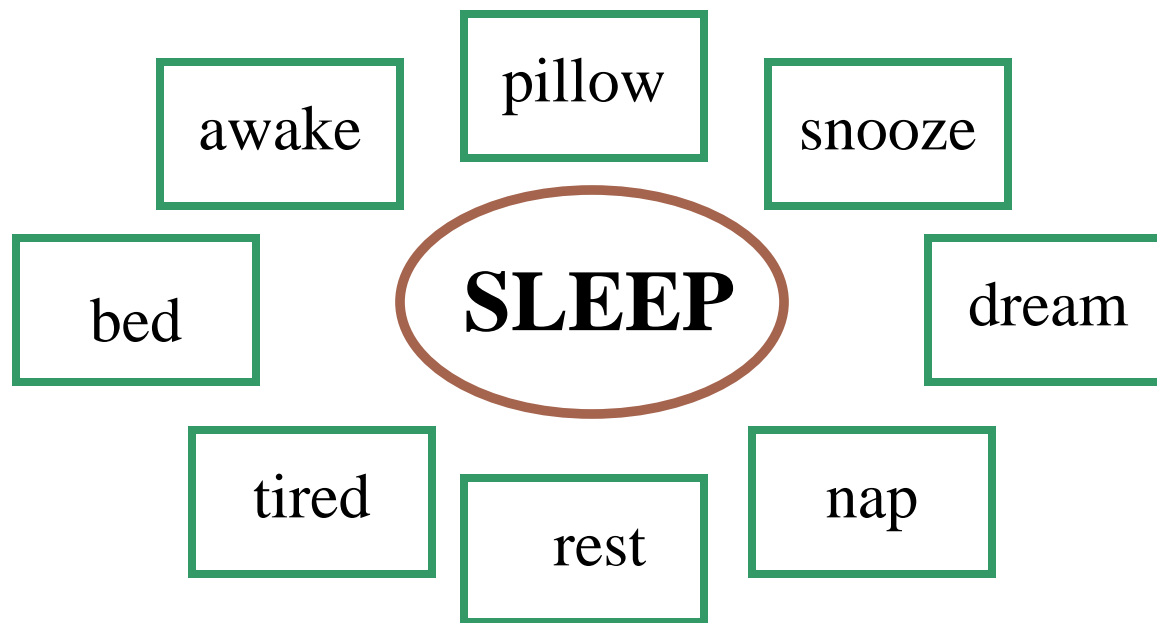 pillow
awake
snooze
SLEEP
bed
dream
tired
nap
rest